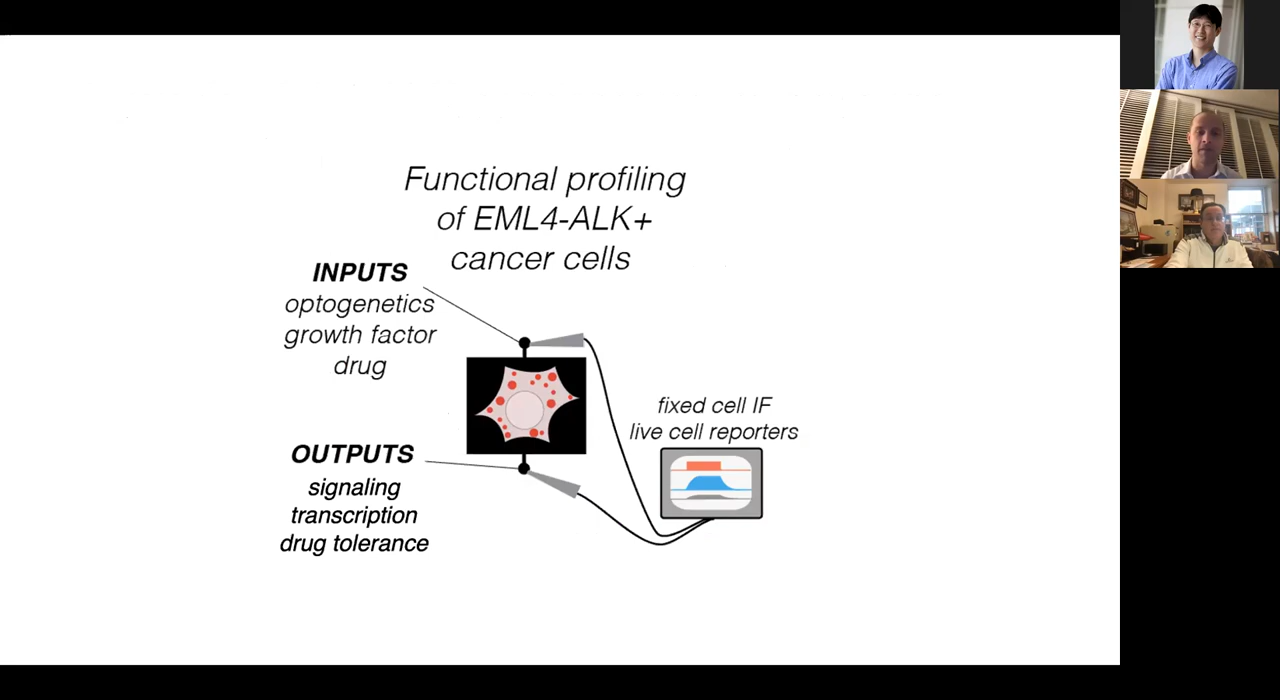 Functional profiling
of EML4-ALK+
cancer cells
INPUTS
optogenetics
growth factor
drug
fixed cell IF
live cell reporters
OUTPUTS
signaling
transcription
drug tolerance